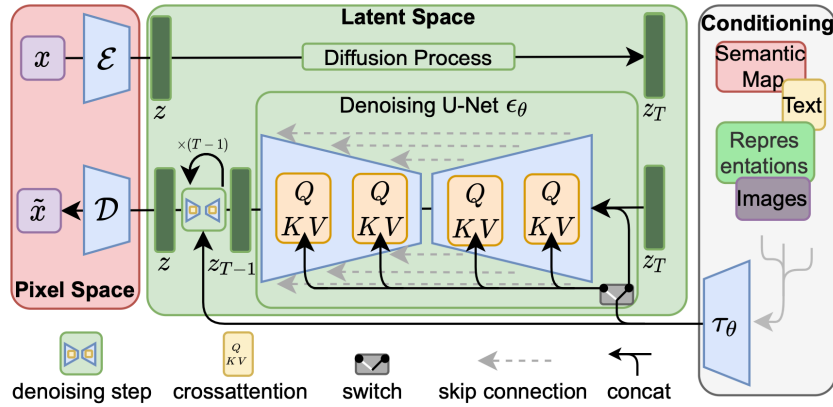 Latent Space
Conditioning
x
ℰ
z
Diffusion Process
z_T
Semantic
Map
Text
Repres
entations
Images
Denoising U-Net ϵ_θ
×(T−1)
x̃
𝒟
z
z_{T−1}
Q
KV
Q
KV
Q
KV
Q
KV
z_T
Pixel Space
τ_θ
Q
KV
denoising step
crossattention
switch
skip connection
concat